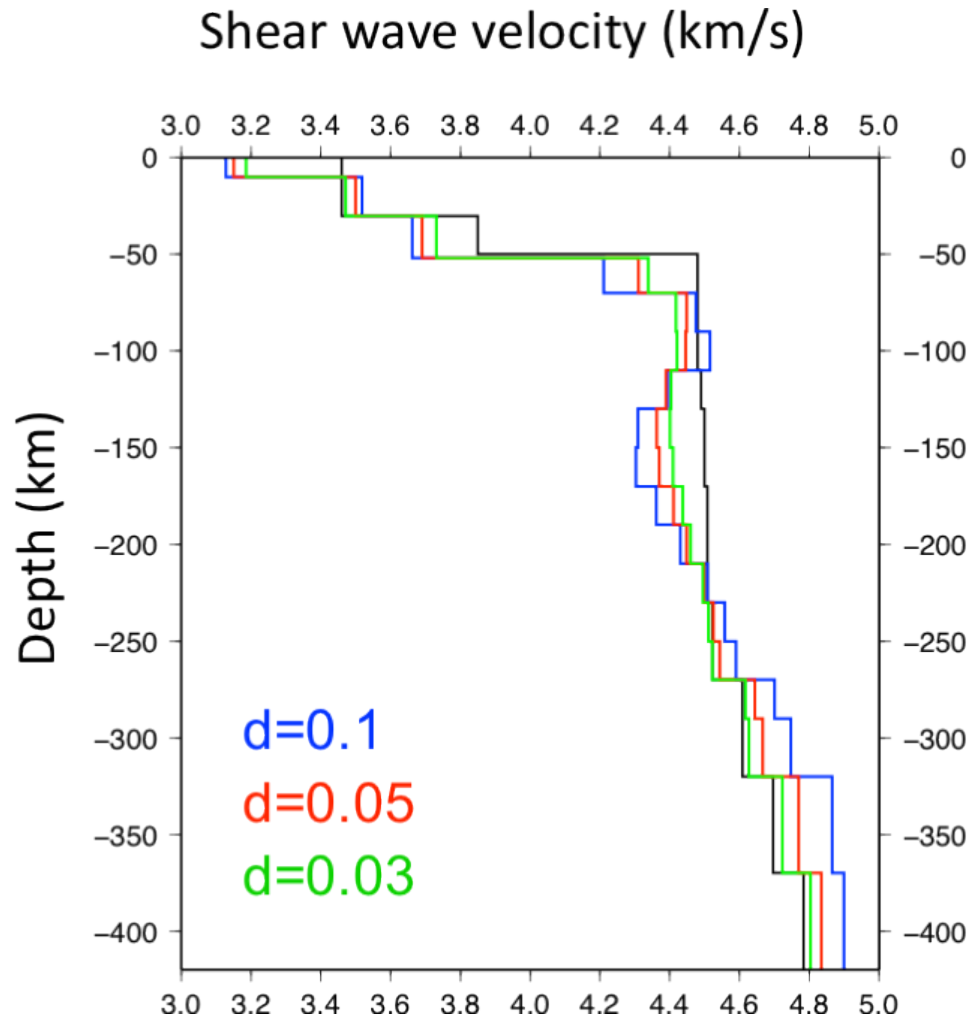 Shear wave velocity (km/s)
3.0 3.2 3.4 3.6 3.8 4.0 4.2 4.4 4.6 4.8 5.0
0 0
−50 −50
−100 −100
−150 −150
Depth (km)
−200 −200
−250 −250
−300 −300
−350 −350
−400 −400
d=0.1
d=0.05
d=0.03
3.0 3.2 3.4 3.6 3.8 4.0 4.2 4.4 4.6 4.8 5.0